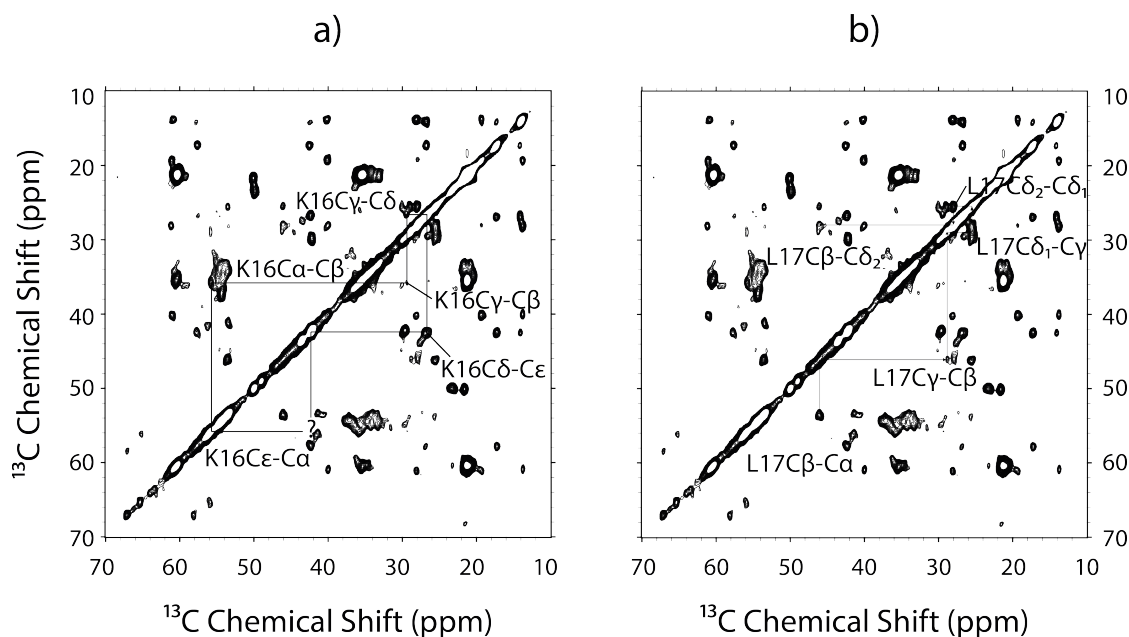 a)
b)
10
20
30
40
50
60
70
70 60 50 40 30 20 10
¹³C Chemical Shift (ppm)
¹³C Chemical Shift (ppm)
K16Cγ-Cδ
K16Cα-Cβ
K16Cγ-Cβ
K16Cδ-Cε
?
K16Cε-Cα
10
20
30
40
50
60
70
70 60 50 40 30 20 10
¹³C Chemical Shift (ppm)
L17Cδ₂-Cδ₁
L17Cβ-Cδ₂
L17Cδ₁-Cγ
L17Cγ-Cβ
L17Cβ-Cα